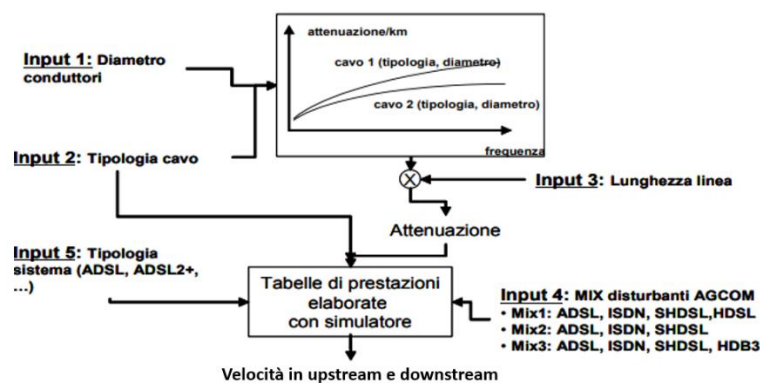 attenuazione/km
Input 1: Diametro
conduttori
cavo 1 (tipologia, diametro)
cavo 2 (tipologia, diametro)
frequenza
Input 2: Tipologia cavo
X
Input 3: Lunghezza linea
Attenuazione
Input 5: Tipologia
sistema (ADSL, ADSL2+,
…)
Tabelle di prestazioni
elaborate
con simulatore
Input 4: MIX disturbanti AGCOM
• Mix1: ADSL, ISDN, SHDSL,HDSL
• Mix2: ADSL, ISDN, SHDSL
• Mix3: ADSL, ISDN, SHDSL, HDB3
Velocità in upstream e downstream